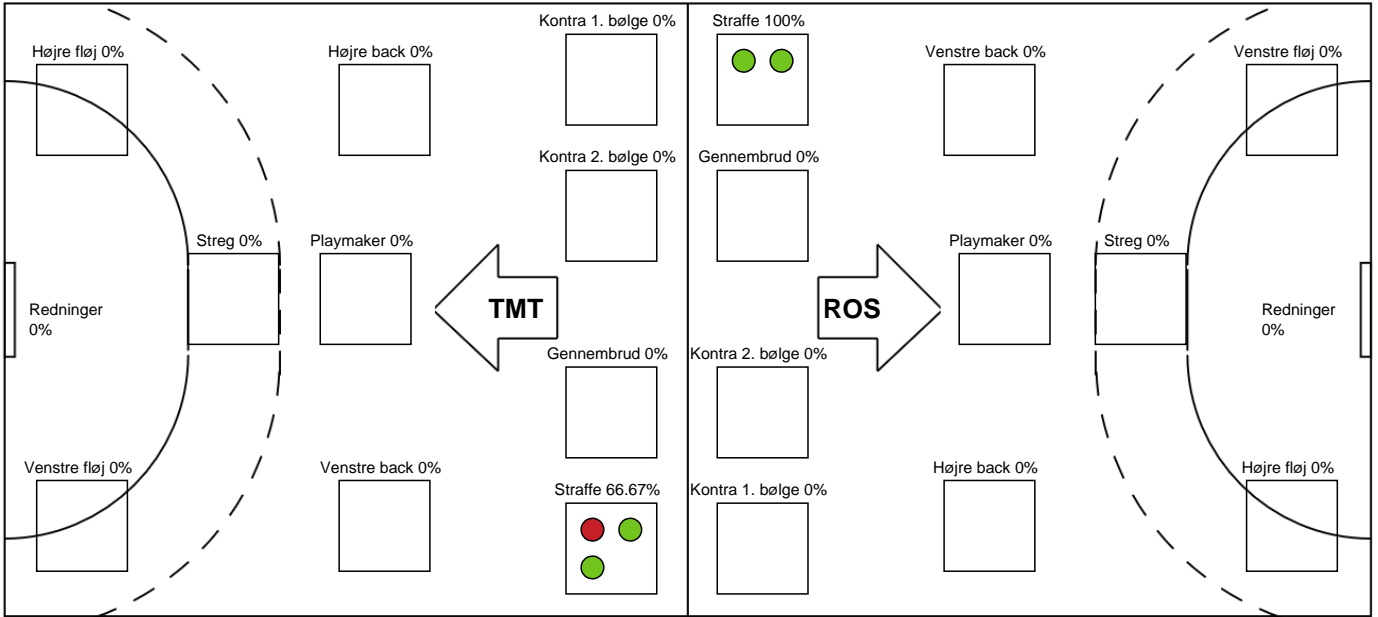 Kontra 1. bølge 0%
Straffe 100%
Højre fløj 0%
Højre back 0%
Venstre back 0%
Venstre fløj 0%
Kontra 2. bølge 0%
Gennembrud 0%
Streg 0%
Playmaker 0%
Playmaker 0%
Streg 0%
Redninger
0%
TMT
ROS
Redninger
0%
Gennembrud 0%
Kontra 2. bølge 0%
Venstre fløj 0%
Venstre back 0%
Højre back 0%
Højre fløj 0%
Straffe 66.67%
Kontra 1. bølge 0%